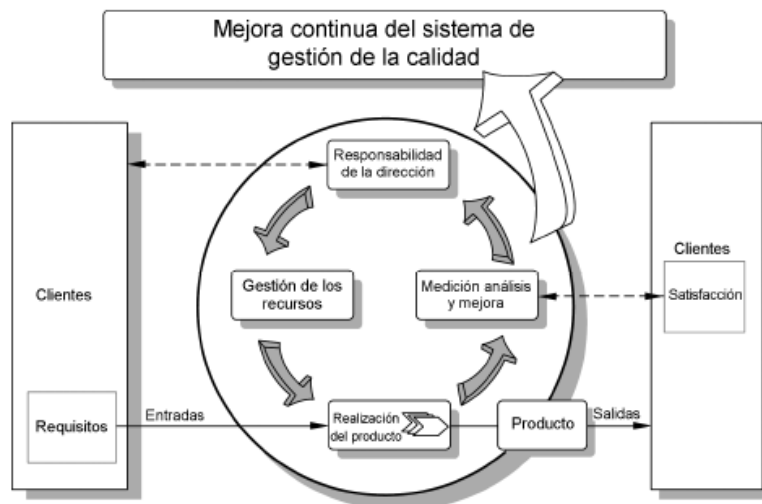 Mejora continua del sistema de
gestión de la calidad
Responsabilidad
de la dirección
Clientes
Gestión de los
recursos
Medición análisis
y mejora
Clientes
Satisfacción
Requisitos
Entradas
Realización
del producto
Producto
Salidas